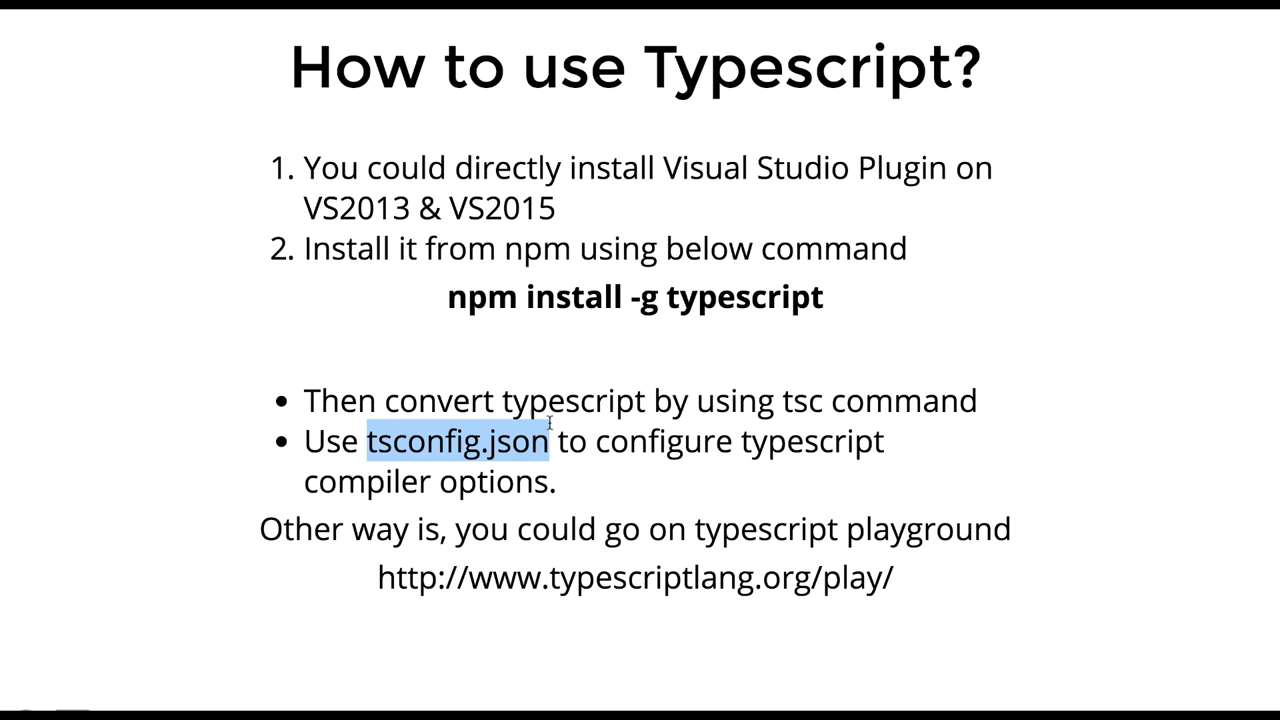 How to use Typescript?
1. You could directly install Visual Studio Plugin on
VS2013 & VS2015
2. Install it from npm using below command
npm install -g typescript
• Then convert typescript by using tsc command
• Use tsconfig.json to configure typescript
compiler options.
Other way is, you could go on typescript playground
http://www.typescriptlang.org/play/